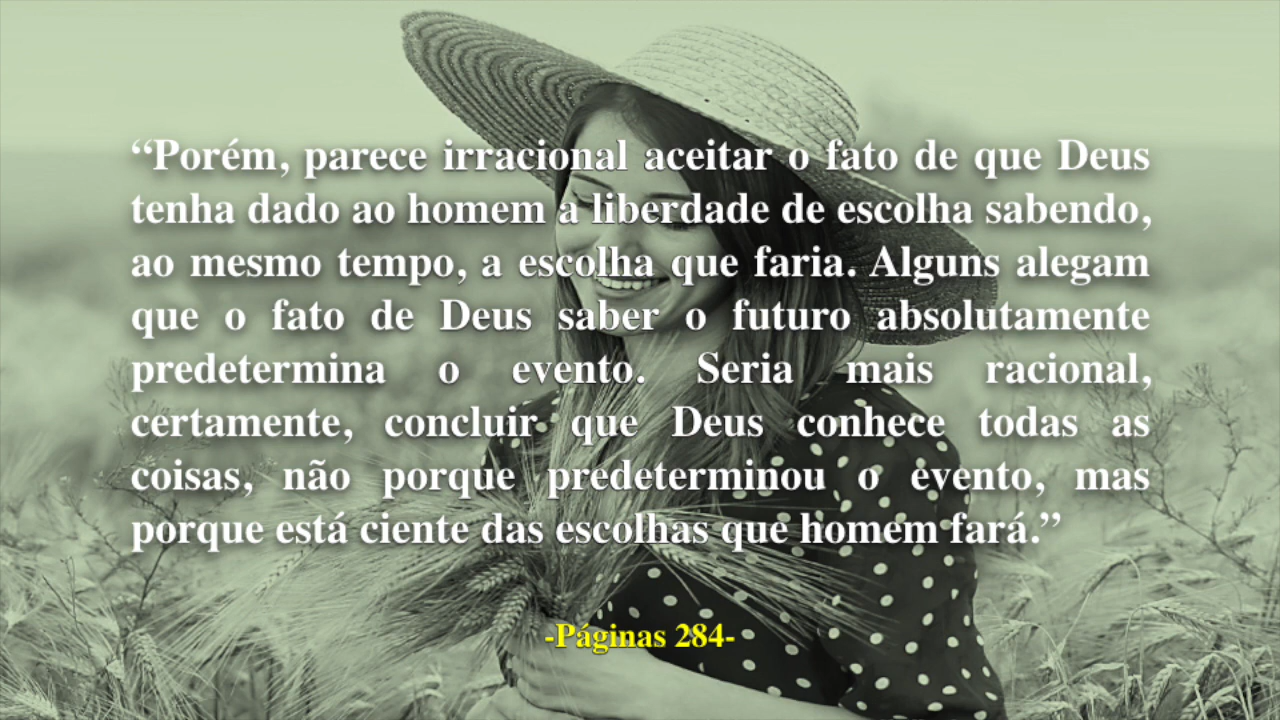 “Porém, parece irracional aceitar o fato de que Deus
tenha dado ao homem a liberdade de escolha sabendo,
ao mesmo tempo, a escolha que faria. Alguns alegam
que o fato de Deus saber o futuro absolutamente
predetermina o evento. Seria mais racional,
certamente, concluir que Deus conhece todas as
coisas, não porque predeterminou o evento, mas
porque está ciente das escolhas que homem fará.”
-Páginas 284-